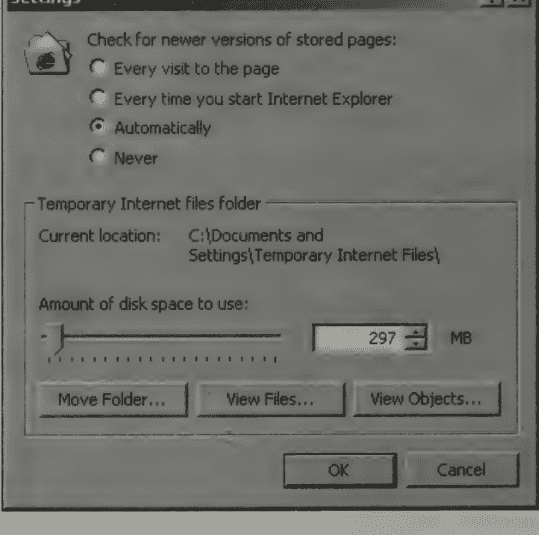 Settings
Check for newer versions of stored pages:
Every visit to the page
Every time you start Internet Explorer
Automatically
Never
Temporary Internet files folder
Current location: C:\Documents and
Settings\Temporary Internet Files\
Amount of disk space to use:
297 MB
Move Folder... View Files... View Objects...
OK Cancel